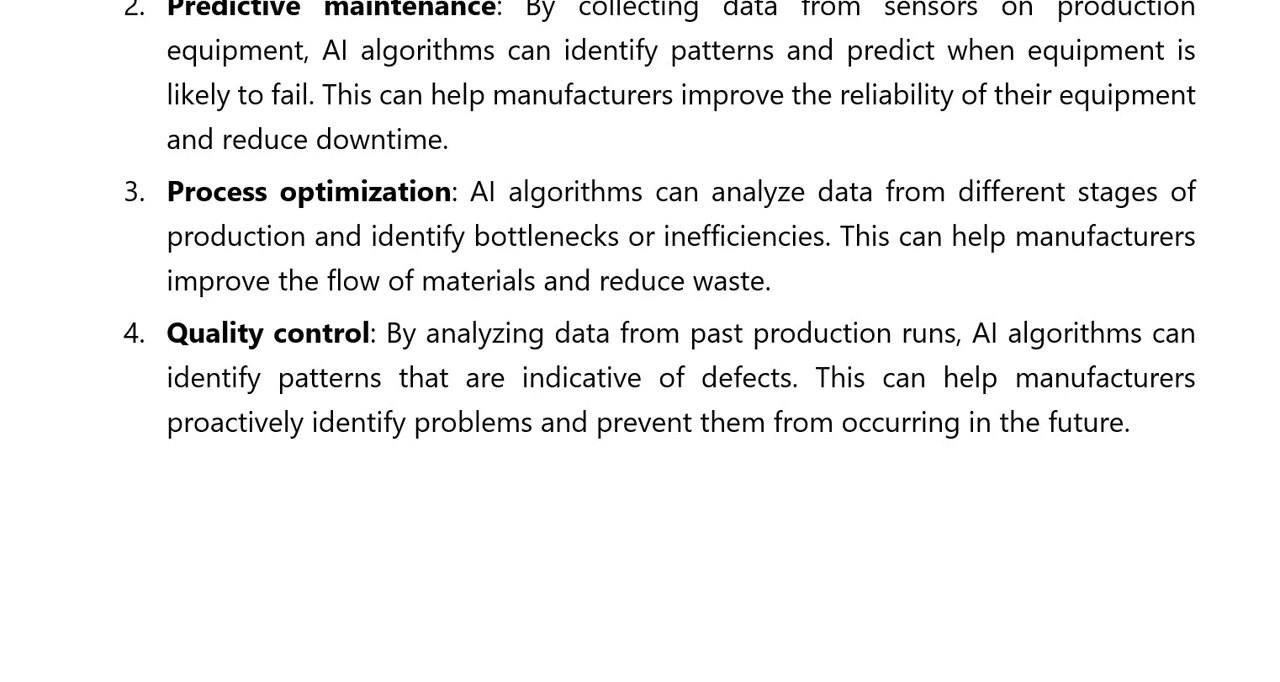 2. Predictive maintenance: By collecting data from sensors on production
equipment, AI algorithms can identify patterns and predict when equipment is
likely to fail. This can help manufacturers improve the reliability of their equipment
and reduce downtime.
3. Process optimization: AI algorithms can analyze data from different stages of
production and identify bottlenecks or inefficiencies. This can help manufacturers
improve the flow of materials and reduce waste.
4. Quality control: By analyzing data from past production runs, AI algorithms can
identify patterns that are indicative of defects. This can help manufacturers
proactively identify problems and prevent them from occurring in the future.